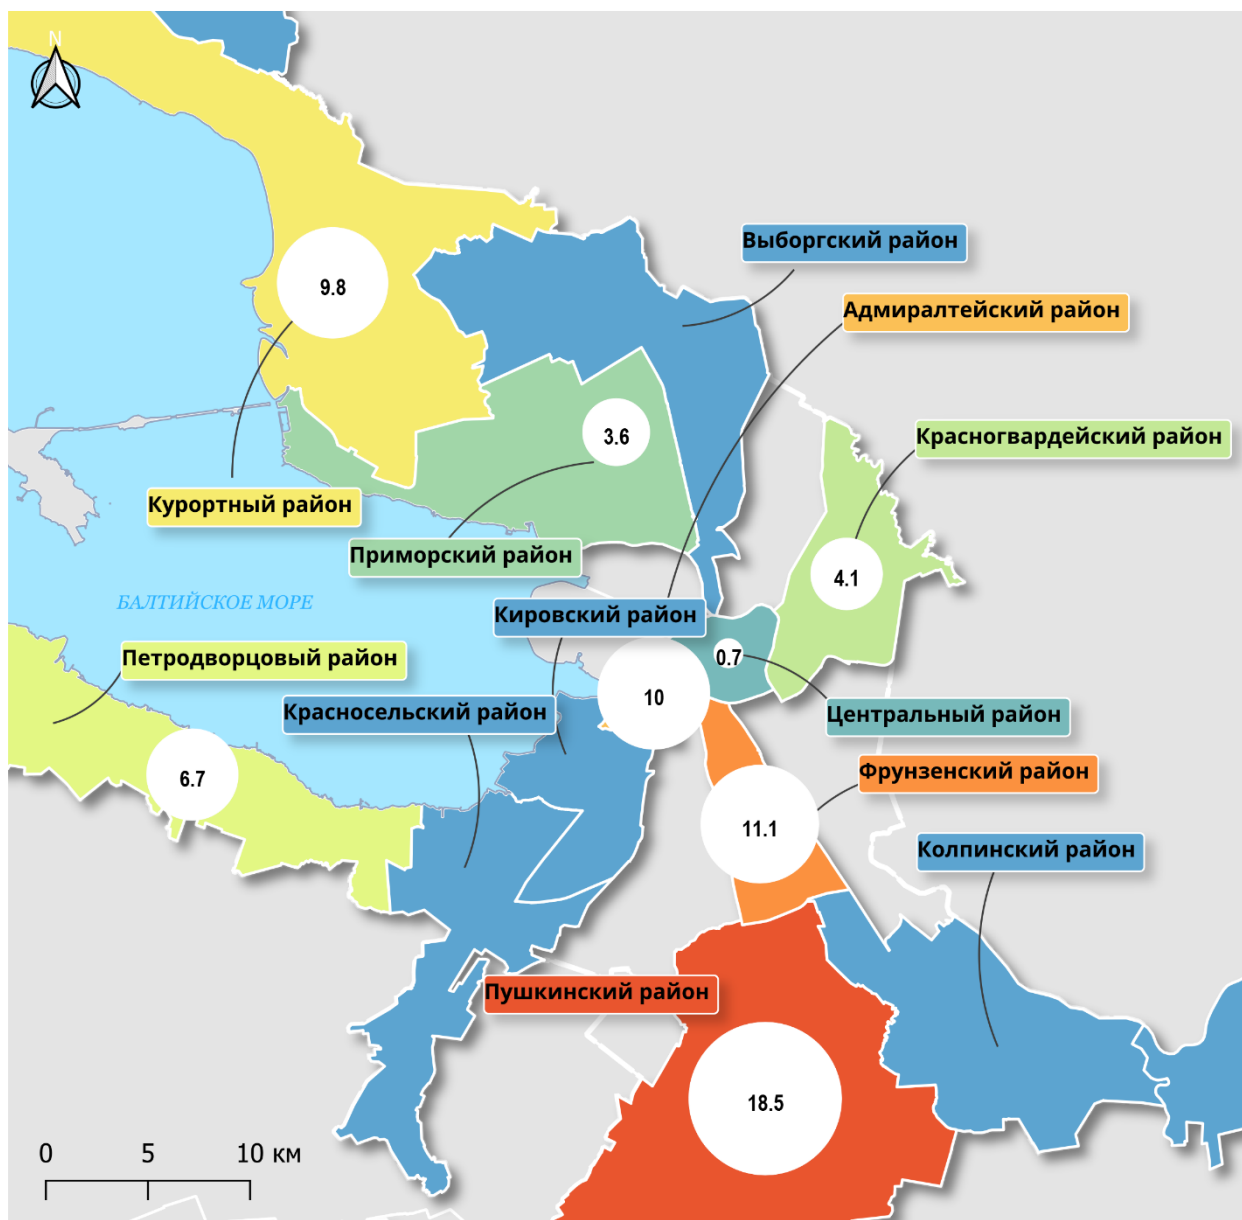 N
Выборгский район
9.8
Адмиралтейский район
3.6
Красногвардейский район
Курортный район
Приморский район
4.1
БАЛТИЙСКОЕ МОРЕ
Кировский район
Петродворцовый район
0.7
10
Красносельский район
Центральный район
6.7
Фрунзенский район
11.1
Колпинский район
Пушкинский район
18.5
0 5 10 км